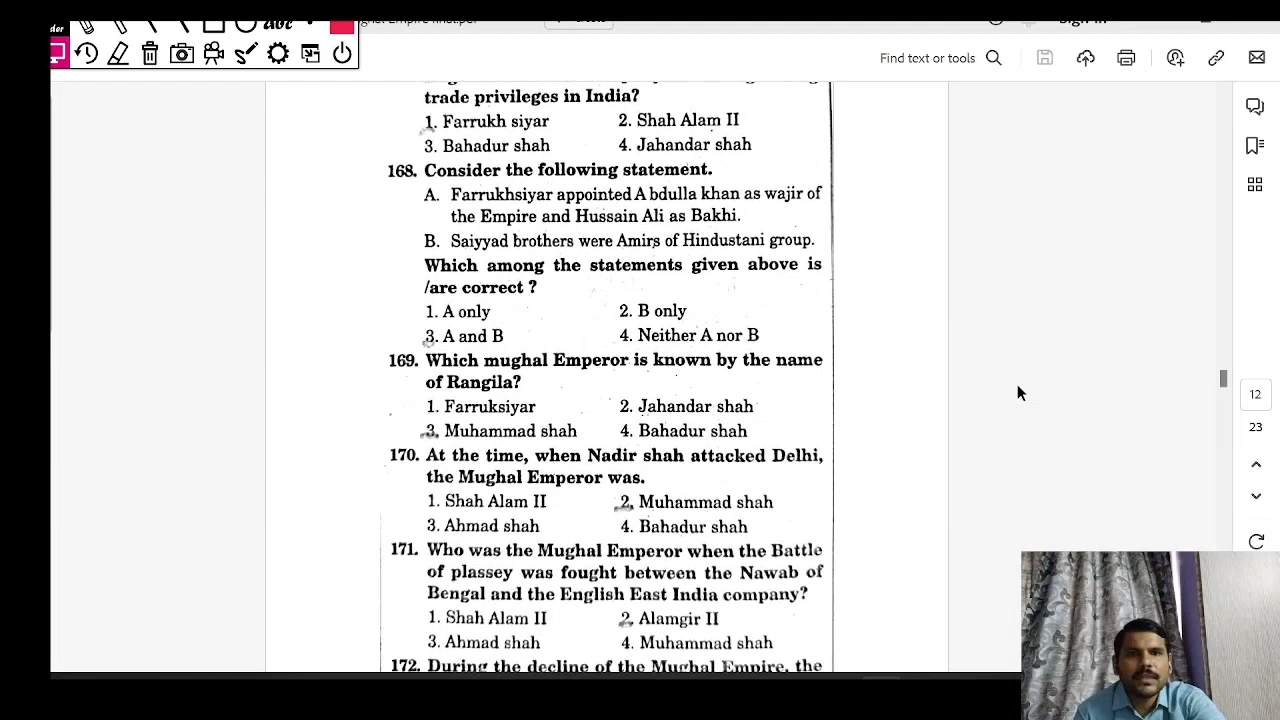 der
abc
ghal Empire final.pdf
Sign in
Find text or tools
trade privileges in India?
1. Farrukh siyar 2. Shah Alam II
3. Bahadur shah 4. Jahandar shah
168. Consider the following statement.
A. Farrukhsiyar appointed A bdulla khan as wajir of
the Empire and Hussain Ali as Bakhi.
B. Saiyyad brothers were Amirs of Hindustani group.
Which among the statements given above is
/are correct ?
1. A only 2. B only
3. A and B 4. Neither A nor B
169. Which mughal Emperor is known by the name
of Rangila?
1. Farruksiyar 2. Jahandar shah
3. Muhammad shah 4. Bahadur shah
170. At the time, when Nadir shah attacked Delhi,
the Mughal Emperor was.
1. Shah Alam II 2. Muhammad shah
3. Ahmad shah 4. Bahadur shah
171. Who was the Mughal Emperor when the Battle
of plassey was fought between the Nawab of
Bengal and the English East India company?
1. Shah Alam II 2. Alamgir II
3. Ahmad shah 4. Muhammad shah
172. During the decline of the Mughal Empire, the
12
23